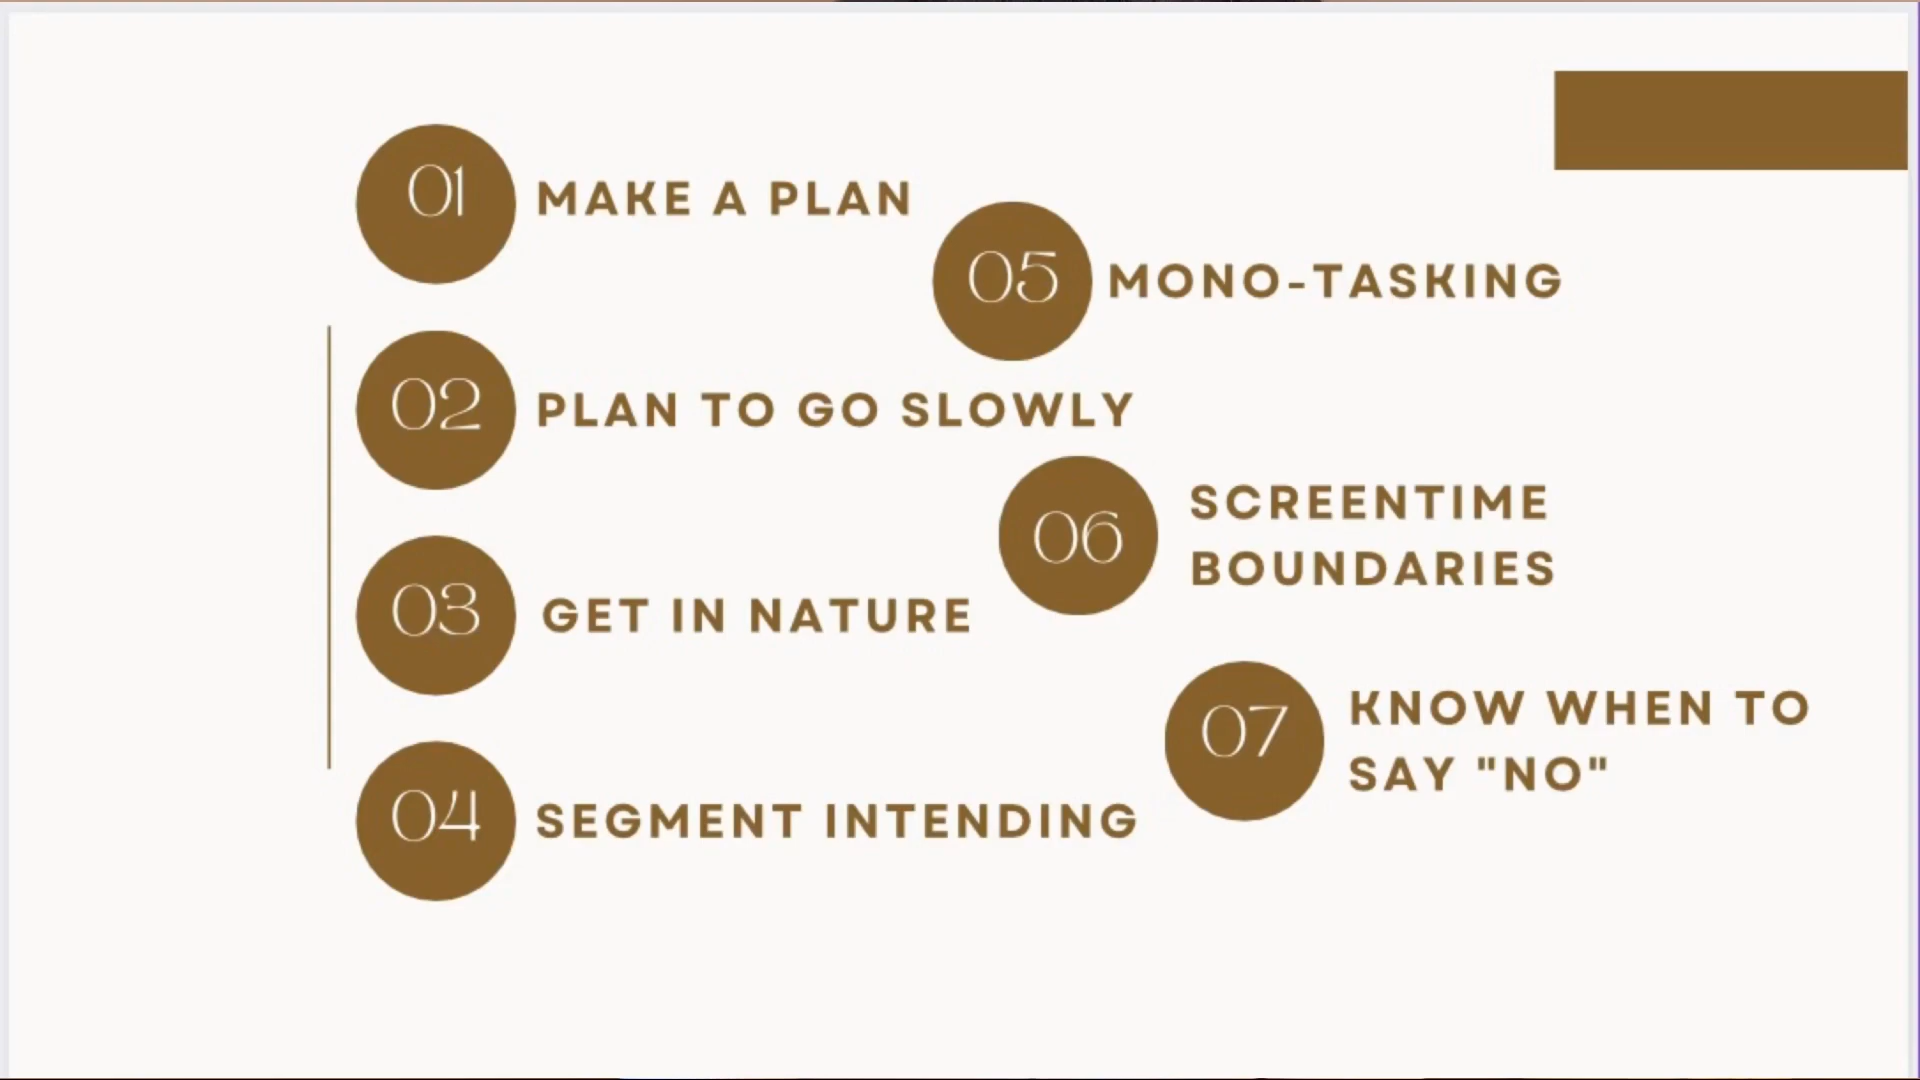 01
MAKE A PLAN
02
PLAN TO GO SLOWLY
03
GET IN NATURE
04
SEGMENT INTENDING
05
MONO-TASKING
06
SCREENTIME
BOUNDARIES
07
KNOW WHEN TO
SAY "NO"